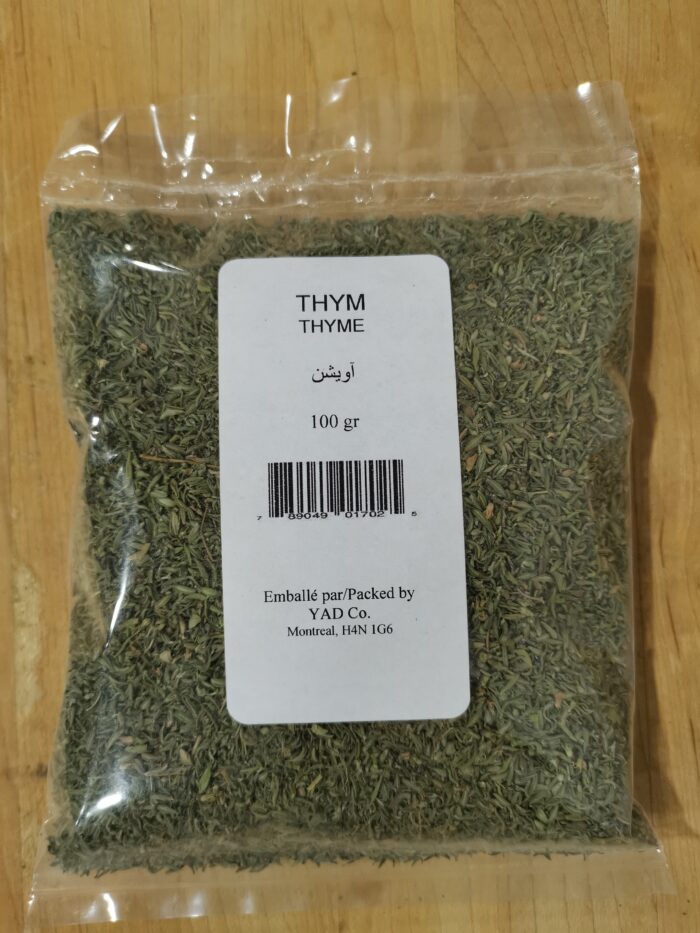 THYM
THYME
آویشن
100 gr
7 89049 01702 5
Emballé par/Packed by
YAD Co.
Montreal, H4N 1G6